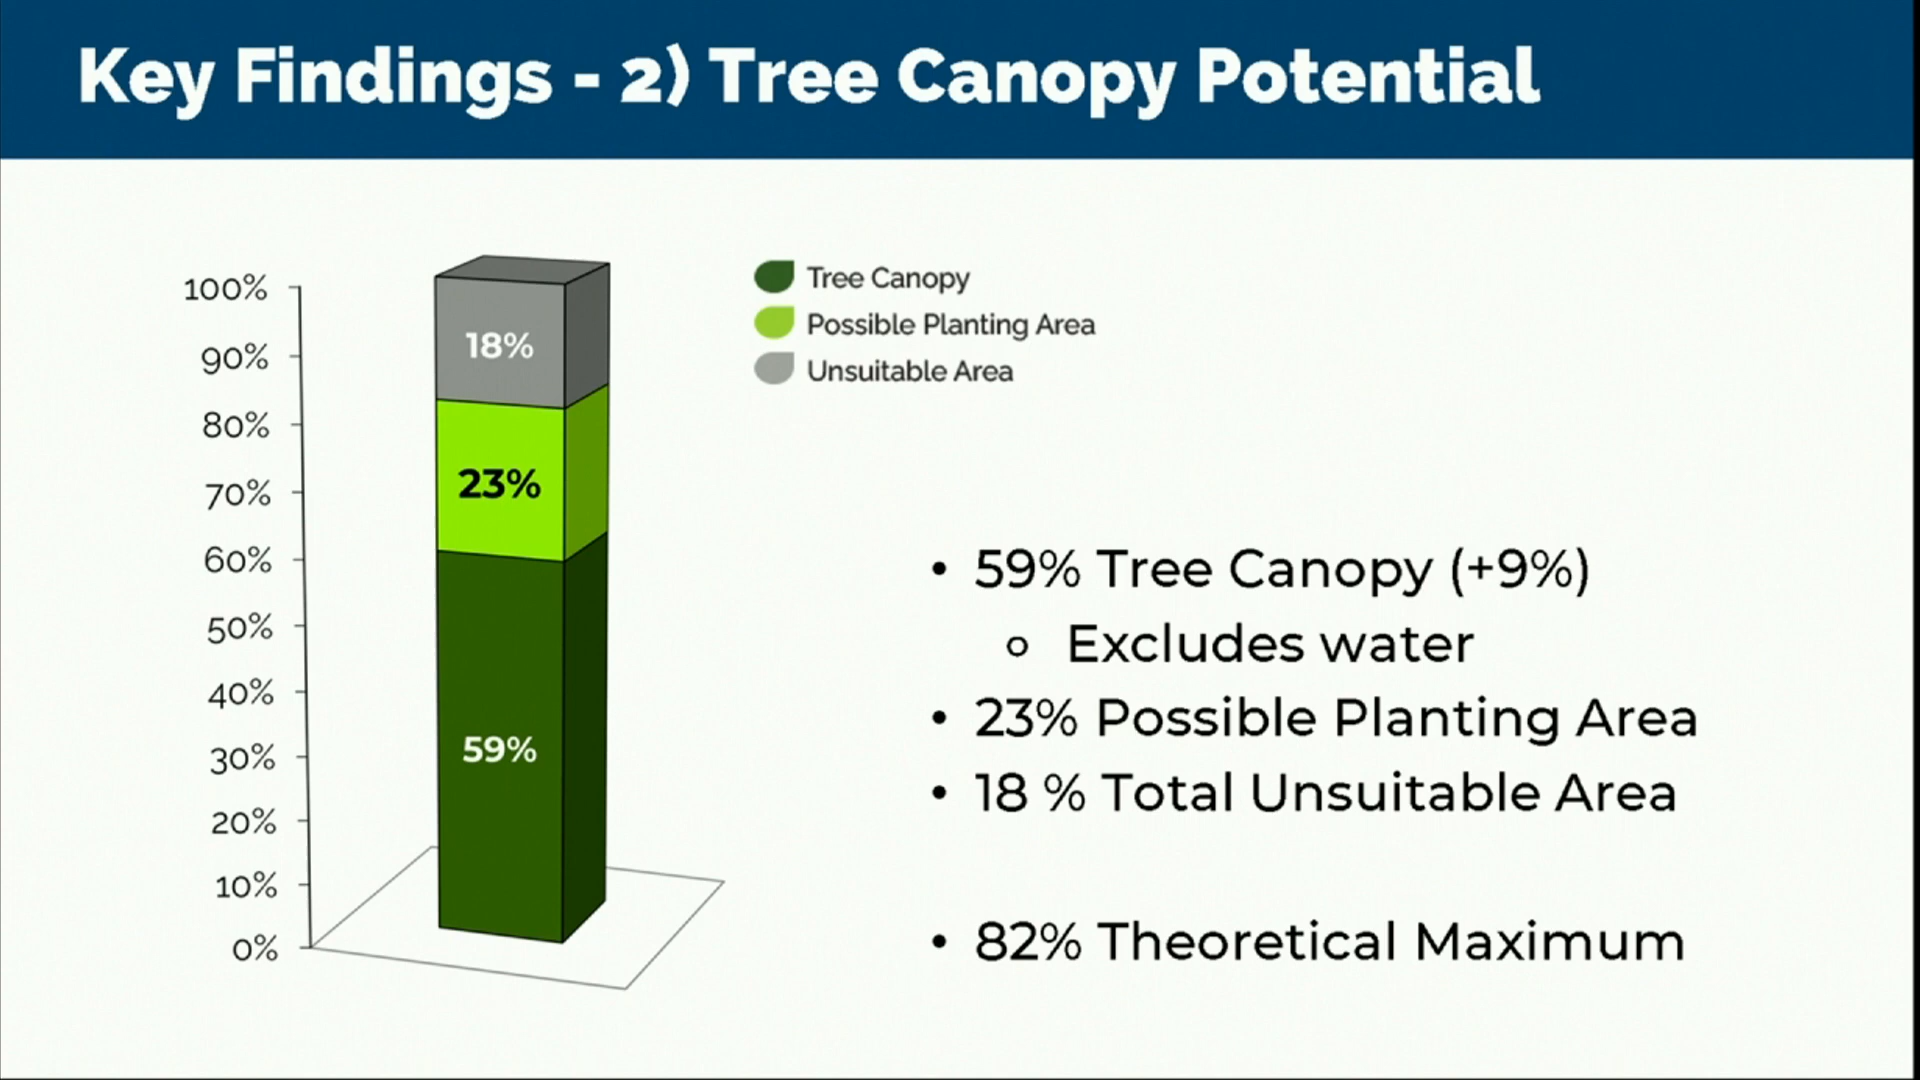 Key Findings - 2) Tree Canopy Potential
100%
90%
80%
70%
60%
50%
40%
30%
20%
10%
0%
18%
23%
59%
Tree Canopy
Possible Planting Area
Unsuitable Area
• 59% Tree Canopy (+9%)
○ Excludes water
• 23% Possible Planting Area
• 18 % Total Unsuitable Area
• 82% Theoretical Maximum